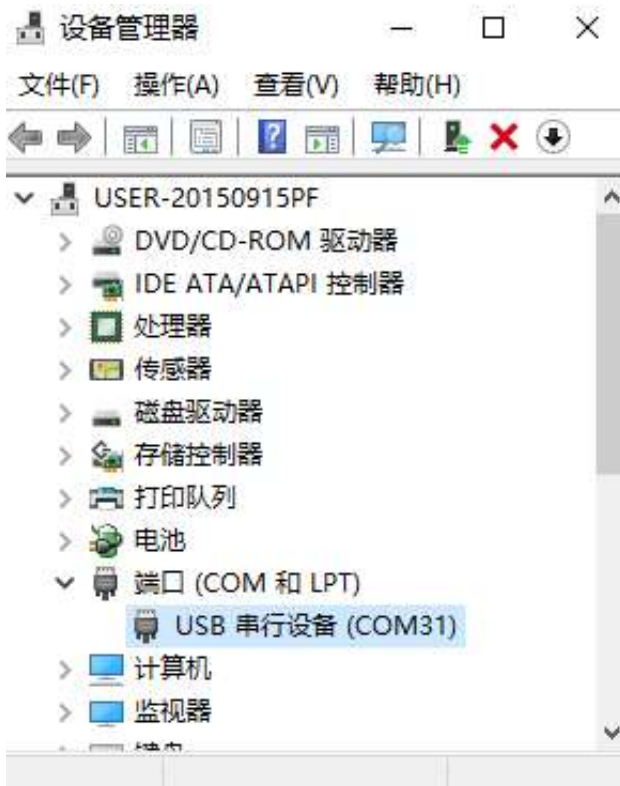 设备管理器
文件(F) 操作(A) 查看(V) 帮助(H)
USER-20150915PF
DVD/CD-ROM 驱动器
IDE ATA/ATAPI 控制器
处理器
传感器
磁盘驱动器
存储控制器
打印队列
电池
端口 (COM 和 LPT)
USB 串行设备 (COM31)
计算机
监视器